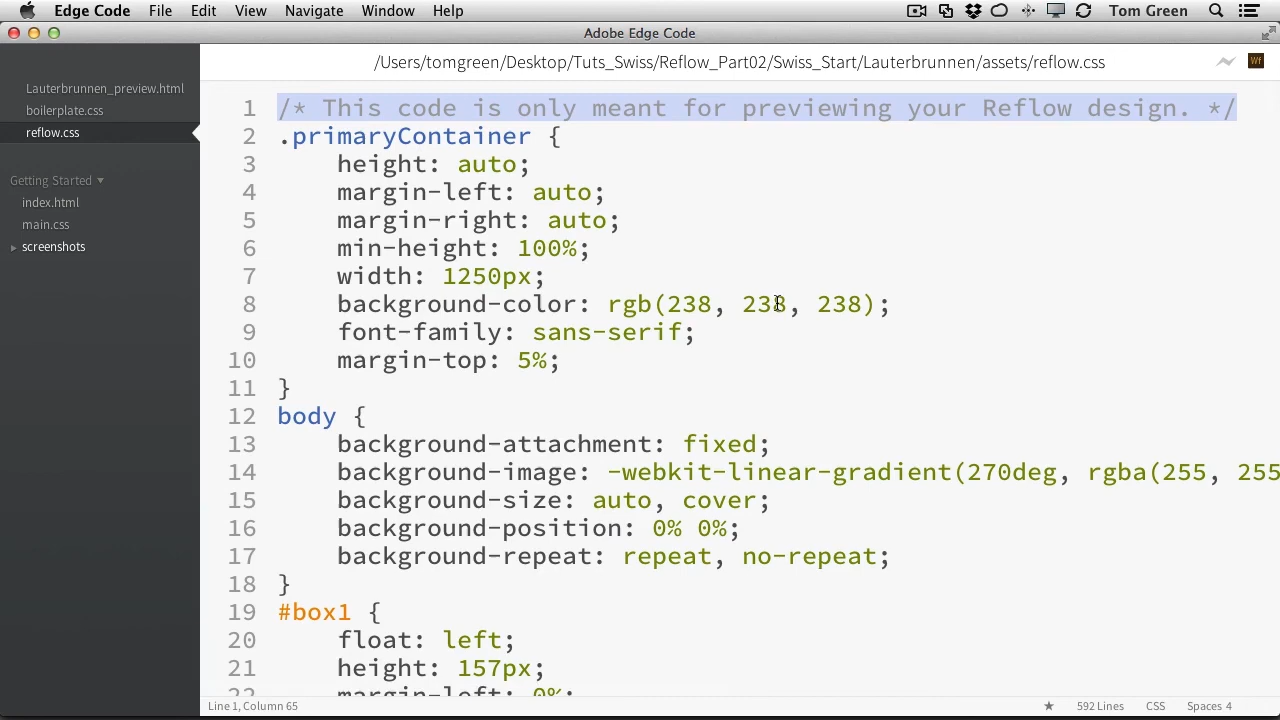 Edge Code File Edit View Navigate Window Help Tom Green
Adobe Edge Code
/Users/tomgreen/Desktop/Tuts_Swiss/Reflow_Part02/Swiss_Start/Lauterbrunnen/assets/reflow.css
Wf
Lauterbrunnen_preview.html
boilerplate.css
reflow.css
Getting Started
index.html
main.css
screenshots
1 /* This code is only meant for previewing your Reflow design. */
2 .primaryContainer {
3 height: auto;
4 margin-left: auto;
5 margin-right: auto;
6 min-height: 100%;
7 width: 1250px;
8 background-color: rgb(238, 238, 238);
9 font-family: sans-serif;
10 margin-top: 5%;
11 }
12 body {
13 background-attachment: fixed;
14 background-image: -webkit-linear-gradient(270deg, rgba(255, 255
15 background-size: auto, cover;
16 background-position: 0% 0%;
17 background-repeat: repeat, no-repeat;
18 }
19 #box1 {
20 float: left;
21 height: 157px;
22 margin-left: 0%;
Line 1, Column 65 592 Lines CSS Spaces 4